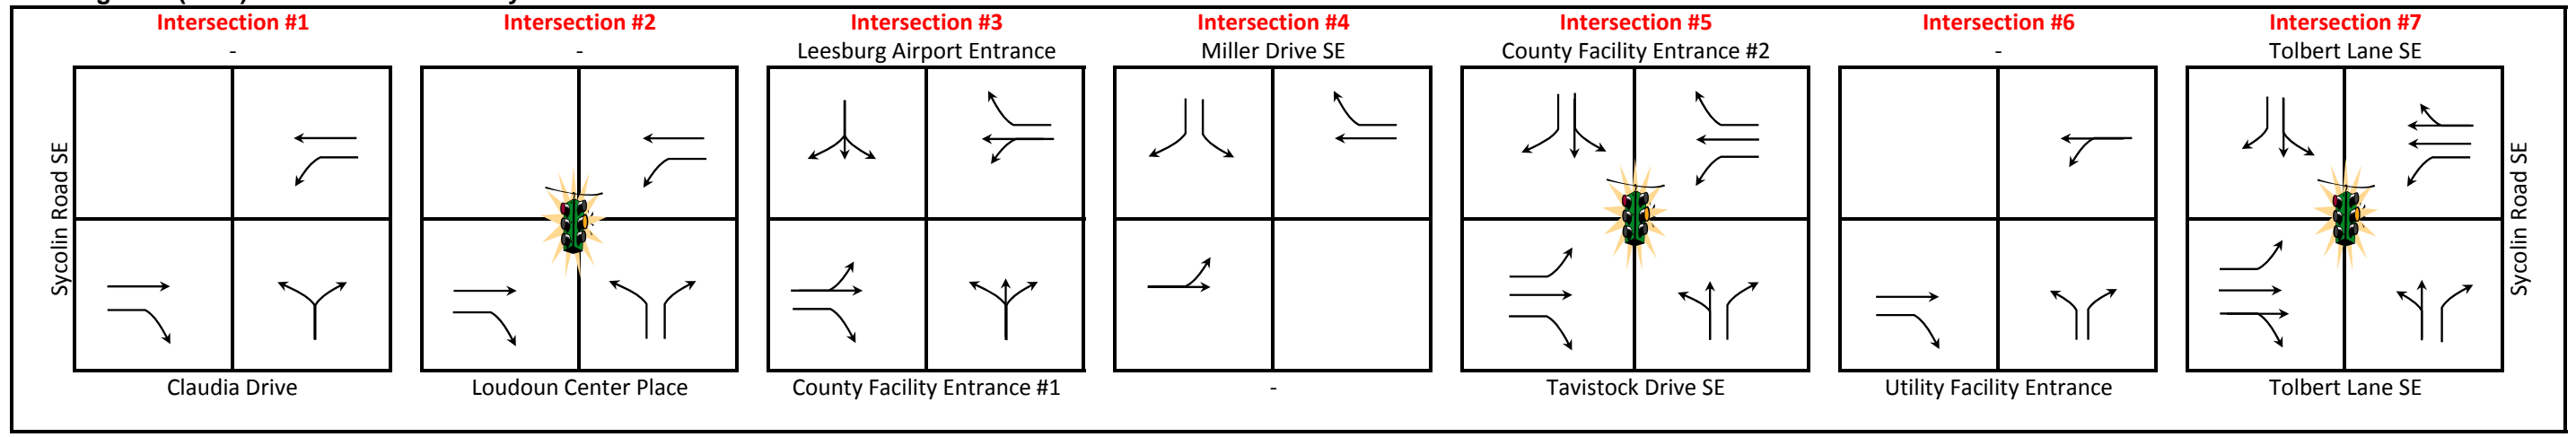 Intersection #1
-
Sycolin Road SE
Claudia Drive
Intersection #2
-
Loudoun Center Place
Intersection #3
Leesburg Airport Entrance
County Facility Entrance #1
Intersection #4
Miller Drive SE
-
Intersection #5
County Facility Entrance #2
Tavistock Drive SE
Intersection #6
-
Utility Facility Entrance
Intersection #7
Tolbert Lane SE
Sycolin Road SE
Tolbert Lane SE